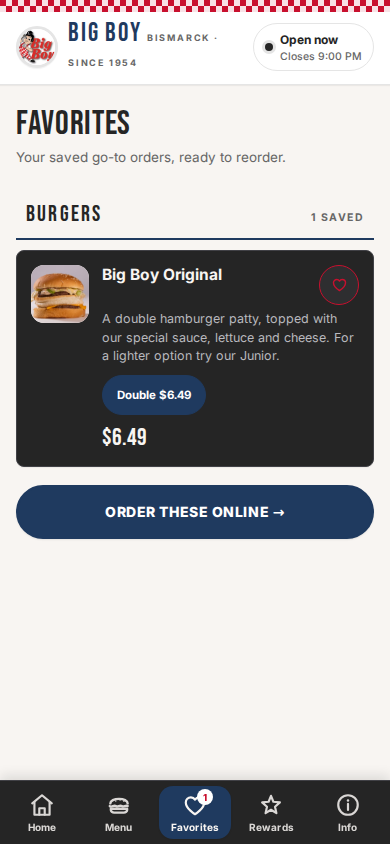 Big Boy
BIG BOY BISMARCK ·
SINCE 1954
Open now
Closes 9:00 PM
FAVORITES
Your saved go-to orders, ready to reorder.
BURGERS
1 SAVED
Big Boy Original
A double hamburger patty, topped with
our special sauce, lettuce and cheese. For
a lighter option try our Junior.
Double $6.49
$6.49
ORDER THESE ONLINE →
1
Home
Menu
Favorites
Rewards
Info